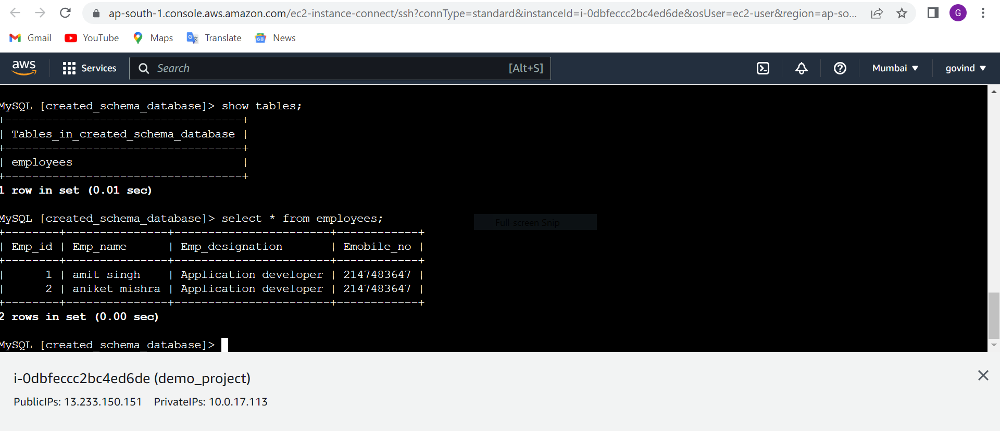 ap-south-1.console.aws.amazon.com/ec2-instance-connect/ssh?connType=standard&instanceId=i-0dbfeccc2bc4ed6de&osUser=ec2-user&region=ap-so...
G
Gmail YouTube Maps Translate News
aws Services Search [Alt+S] Mumbai govind
MySQL [created_schema_database]> show tables;
+-----------------------------------+
| Tables_in_created_schema_database |
+-----------------------------------+
| employees                         |
+-----------------------------------+
1 row in set (0.01 sec)
MySQL [created_schema_database]> select * from employees;
Full-screen Snip
+--------+---------------+-----------------------+------------+
| Emp_id | Emp_name      | Emp_designation       | Emobile_no |
+--------+---------------+-----------------------+------------+
|      1 | amit singh    | Application developer | 2147483647 |
|      2 | aniket mishra | Application developer | 2147483647 |
+--------+---------------+-----------------------+------------+
2 rows in set (0.00 sec)
MySQL [created_schema_database]>
i-0dbfeccc2bc4ed6de (demo_project)
PublicIPs: 13.233.150.151 PrivateIPs: 10.0.17.113